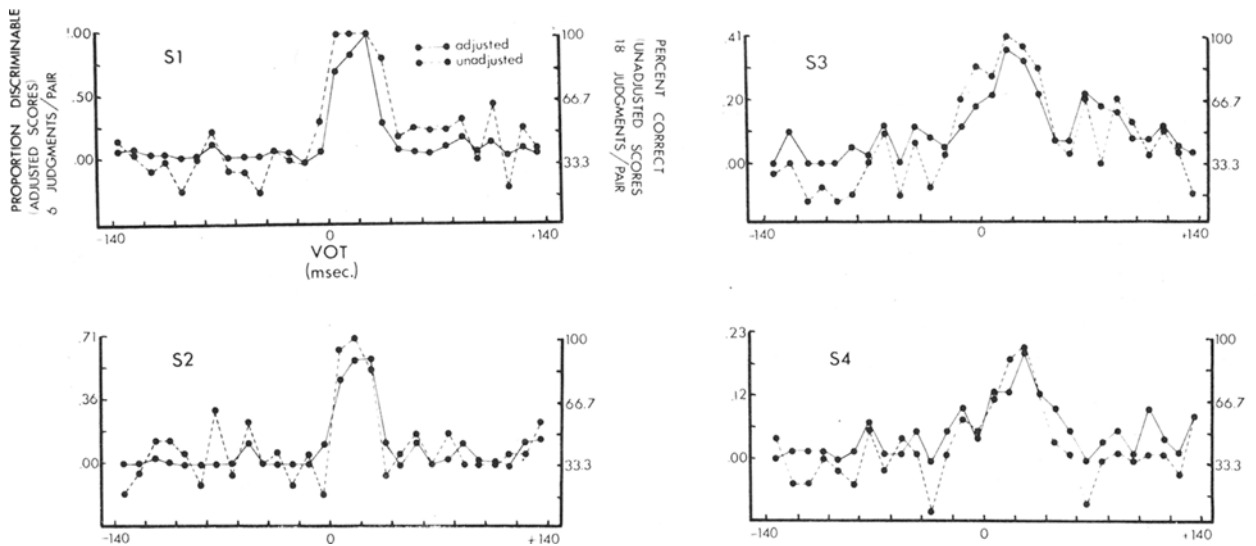 PROPORTION DISCRIMINABLE
(ADJUSTED SCORES)
6 JUDGMENTS/PAIR
1.00
.50
.00
S1
adjusted
unadjusted
100
66.7
33.3
PERCENT CORRECT
(UNADJUSTED SCORES
18 JUDGMENTS/PAIR
-140
0
+140
VOT
(msec.)
.41
.20
.00
S3
100
66.7
33.3
-140
0
+140
.71
.36
.00
S2
100
66.7
33.3
-140
0
+140
.23
.12
.00
S4
100
66.7
33.3
-140
0
+140